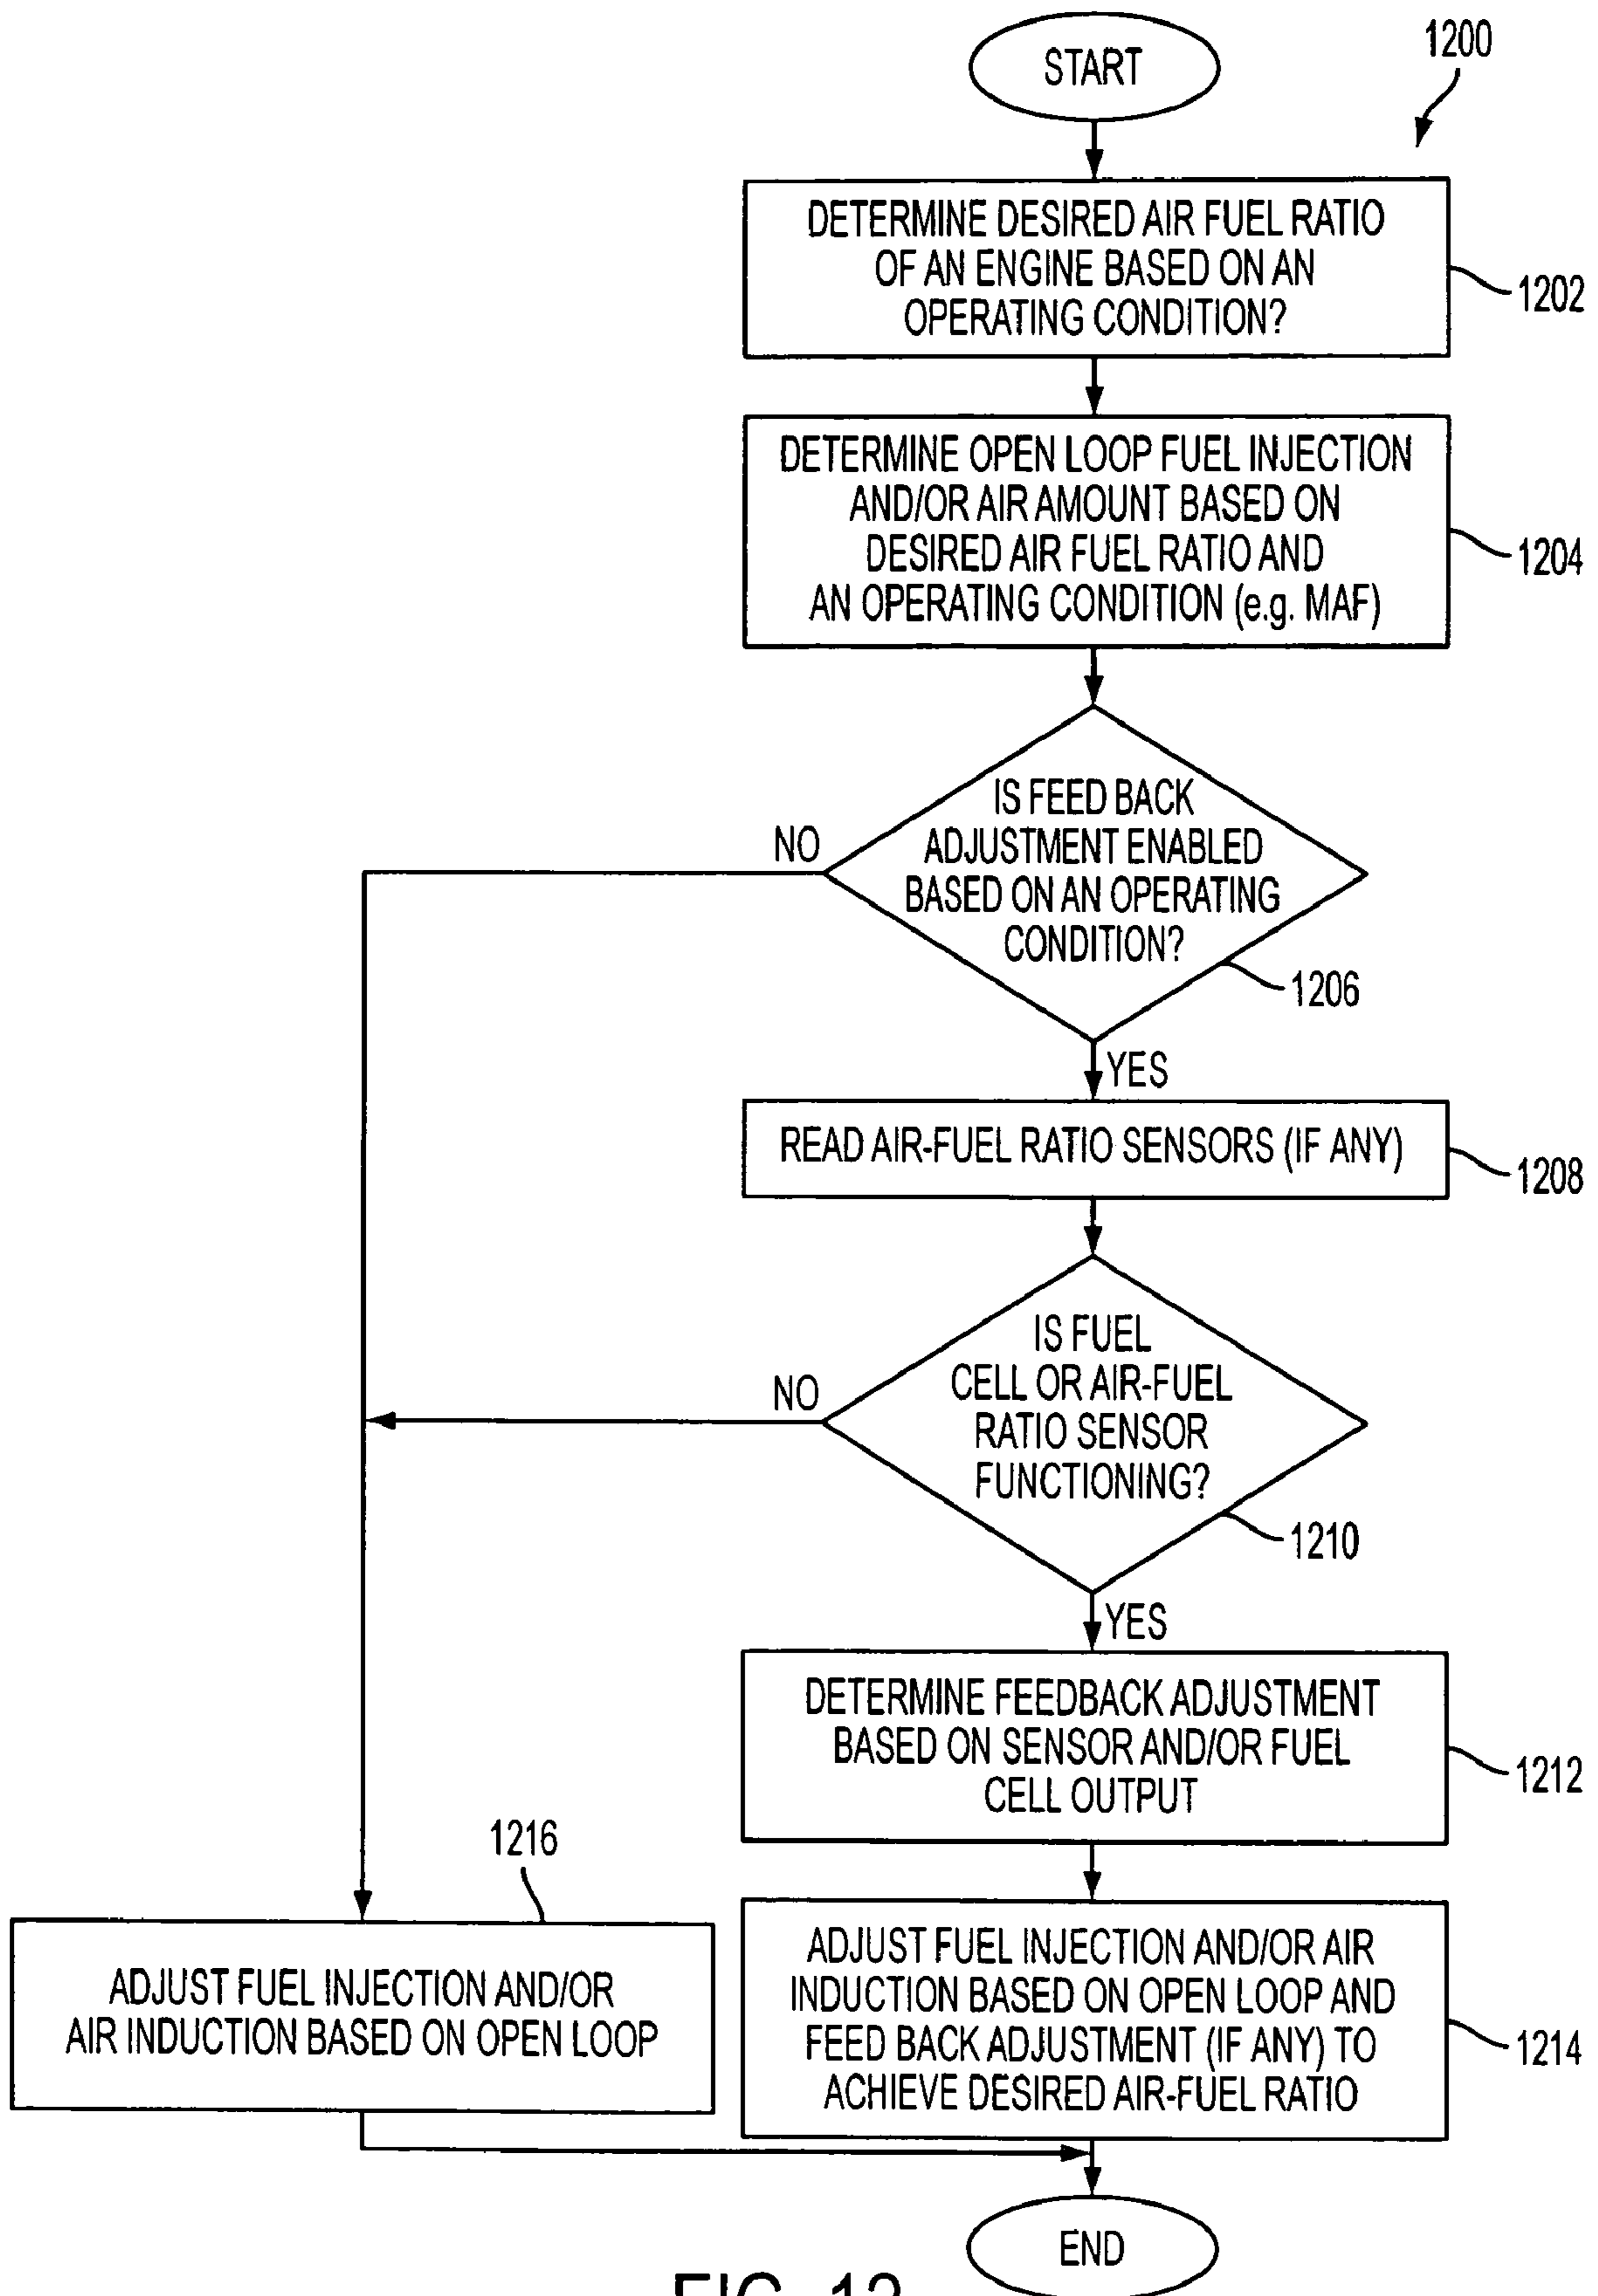 START
1200
DETERMINE DESIRED AIR FUEL RATIO
OF AN ENGINE BASED ON AN
OPERATING CONDITION?
1202
DETERMINE OPEN LOOP FUEL INJECTION
AND/OR AIR AMOUNT BASED ON
DESIRED AIR FUEL RATIO AND
AN OPERATING CONDITION (e.g. MAF)
1204
IS FEED BACK
ADJUSTMENT ENABLED
BASED ON AN OPERATING
CONDITION?
NO
1206
YES
READ AIR-FUEL RATIO SENSORS (IF ANY)
1208
IS FUEL
CELL OR AIR-FUEL
RATIO SENSOR
FUNCTIONING?
NO
1210
YES
DETERMINE FEEDBACK ADJUSTMENT
BASED ON SENSOR AND/OR FUEL
CELL OUTPUT
1212
1216
ADJUST FUEL INJECTION AND/OR
AIR INDUCTION BASED ON OPEN LOOP
ADJUST FUEL INJECTION AND/OR AIR
INDUCTION BASED ON OPEN LOOP AND
FEED BACK ADJUSTMENT (IF ANY) TO
ACHIEVE DESIRED AIR-FUEL RATIO
1214
END
FIG.